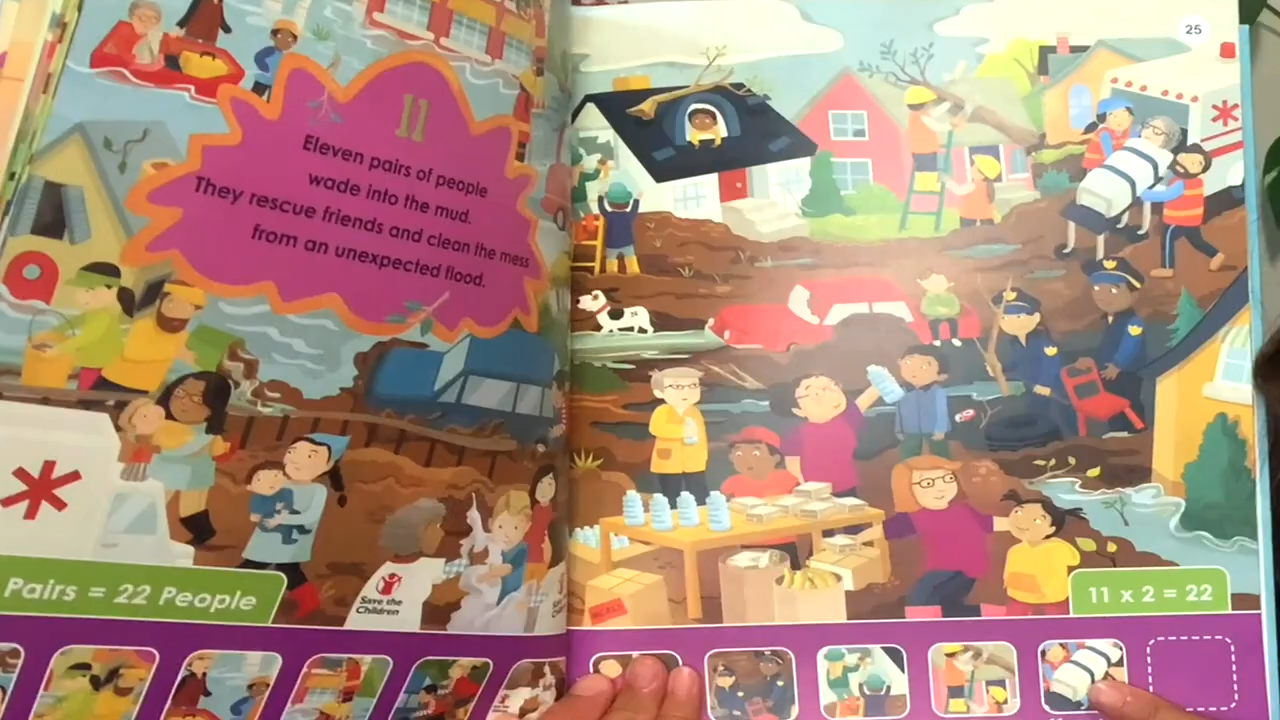 11
Eleven pairs of people
wade into the mud.
They rescue friends and clean the mess
from an unexpected flood.
Save the
Children
Pairs = 22 People
25
11 x 2 = 22